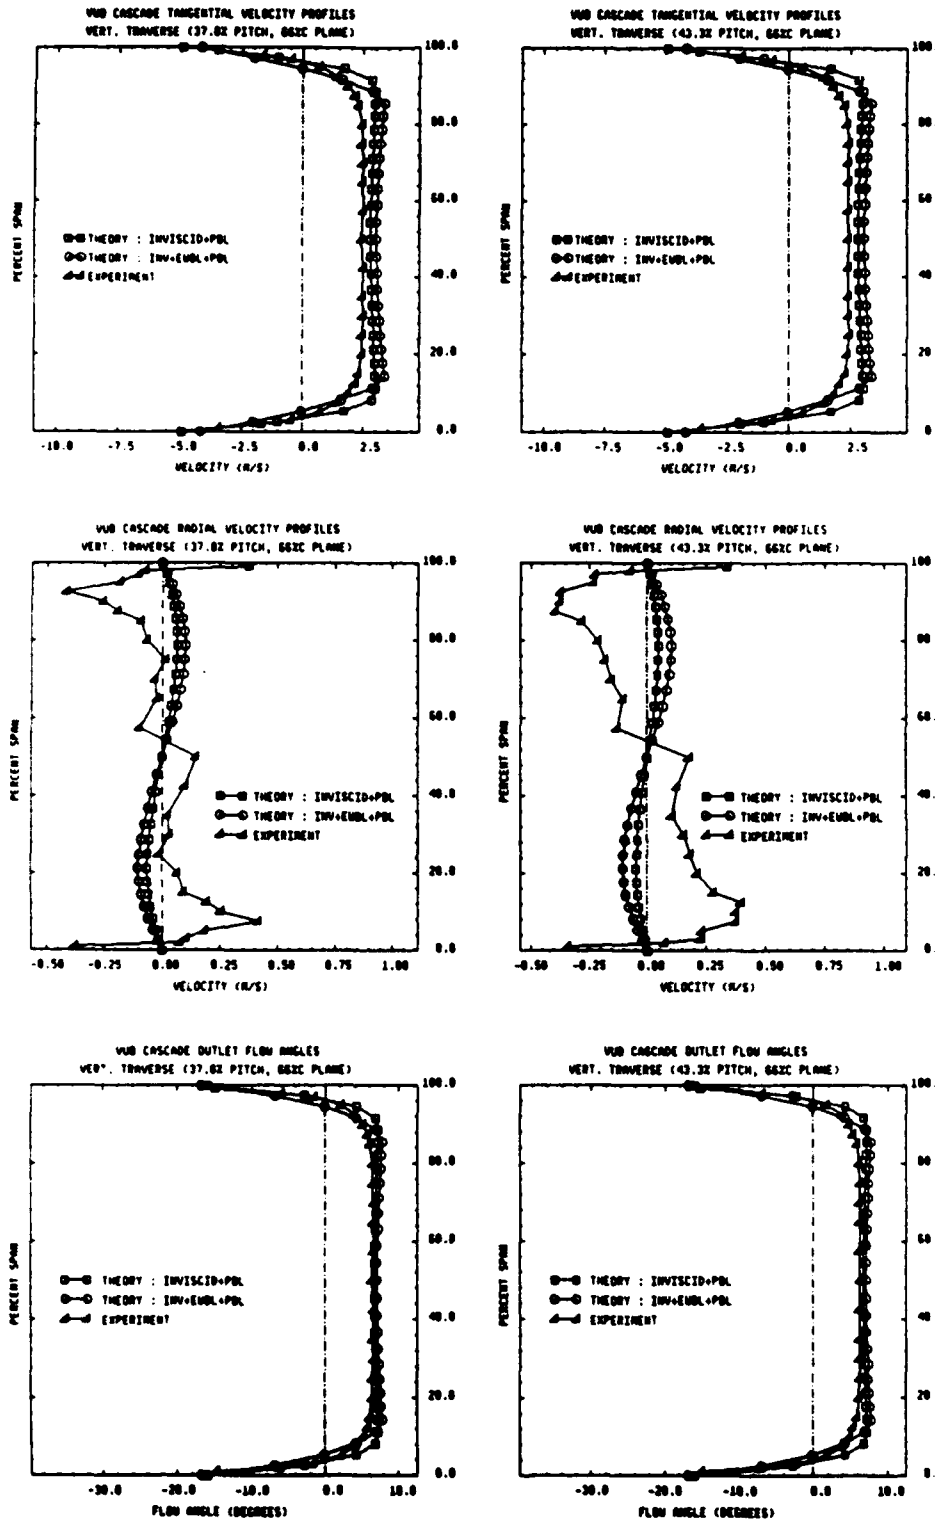 VUB CASCADE TANGENTIAL VELOCITY PROFILES
VERT. TRAVERSE (37.8% PITCH, 66%C PLANE)
100.0
80.0
60.0
40.0
20.0
0.0
PERCENT SPAN
THEORY : INVISCID+PBL
THEORY : INV+EWBL+PBL
EXPERIMENT
-10.0 -7.5 -5.0 -2.5 0.0 2.5
VELOCITY (M/S)
VUB CASCADE TANGENTIAL VELOCITY PROFILES
VERT. TRAVERSE (43.3% PITCH, 66%C PLANE)
100.0
80
60
40
20
0
PERCENT SPAN
THEORY : INVISCID+PBL
THEORY : INV+EWBL+PBL
EXPERIMENT
-10.0 -7.5 -5.0 -2.5 0.0 2.5
VELOCITY (M/S)
VUB CASCADE RADIAL VELOCITY PROFILES
VERT. TRAVERSE (37.8% PITCH, 66%C PLANE)
100.0
80.0
60.0
40.0
20.0
0.0
PERCENT SPAN
THEORY : INVISCID+PBL
THEORY : INV+EWBL+PBL
EXPERIMENT
-0.50 -0.25 0.00 0.25 0.50 0.75 1.00
VELOCITY (M/S)
VUB CASCADE RADIAL VELOCITY PROFILES
VERT. TRAVERSE (43.3% PITCH, 66%C PLANE)
100.
80.
60.
40.
20.
0.
PERCENT SPAN
THEORY : INVISCID+PBL
THEORY : INV+EWBL+PBL
EXPERIMENT
-0.50 -0.25 0.00 0.25 0.50 0.75 1.00
VELOCITY (M/S)
VUB CASCADE OUTLET FLOW ANGLES
VERT. TRAVERSE (37.8% PITCH, 66%C PLANE)
100.0
80.0
60.0
40.0
20.0
0.0
PERCENT SPAN
THEORY : INVISCID+PBL
THEORY : INV+EWBL+PBL
EXPERIMENT
-30.0 -20.0 -10.0 0.0 10.0
FLOW ANGLE (DEGREES)
VUB CASCADE OUTLET FLOW ANGLES
VERT. TRAVERSE (43.3% PITCH, 66%C PLANE)
100.
80.
60.
40.
20.
0.
PERCENT SPAN
THEORY : INVISCID+PBL
THEORY : INV+EWBL+PBL
EXPERIMENT
-30.0 -20.0 -10.0 0.0 10.0
FLOW ANGLE (DEGREES)